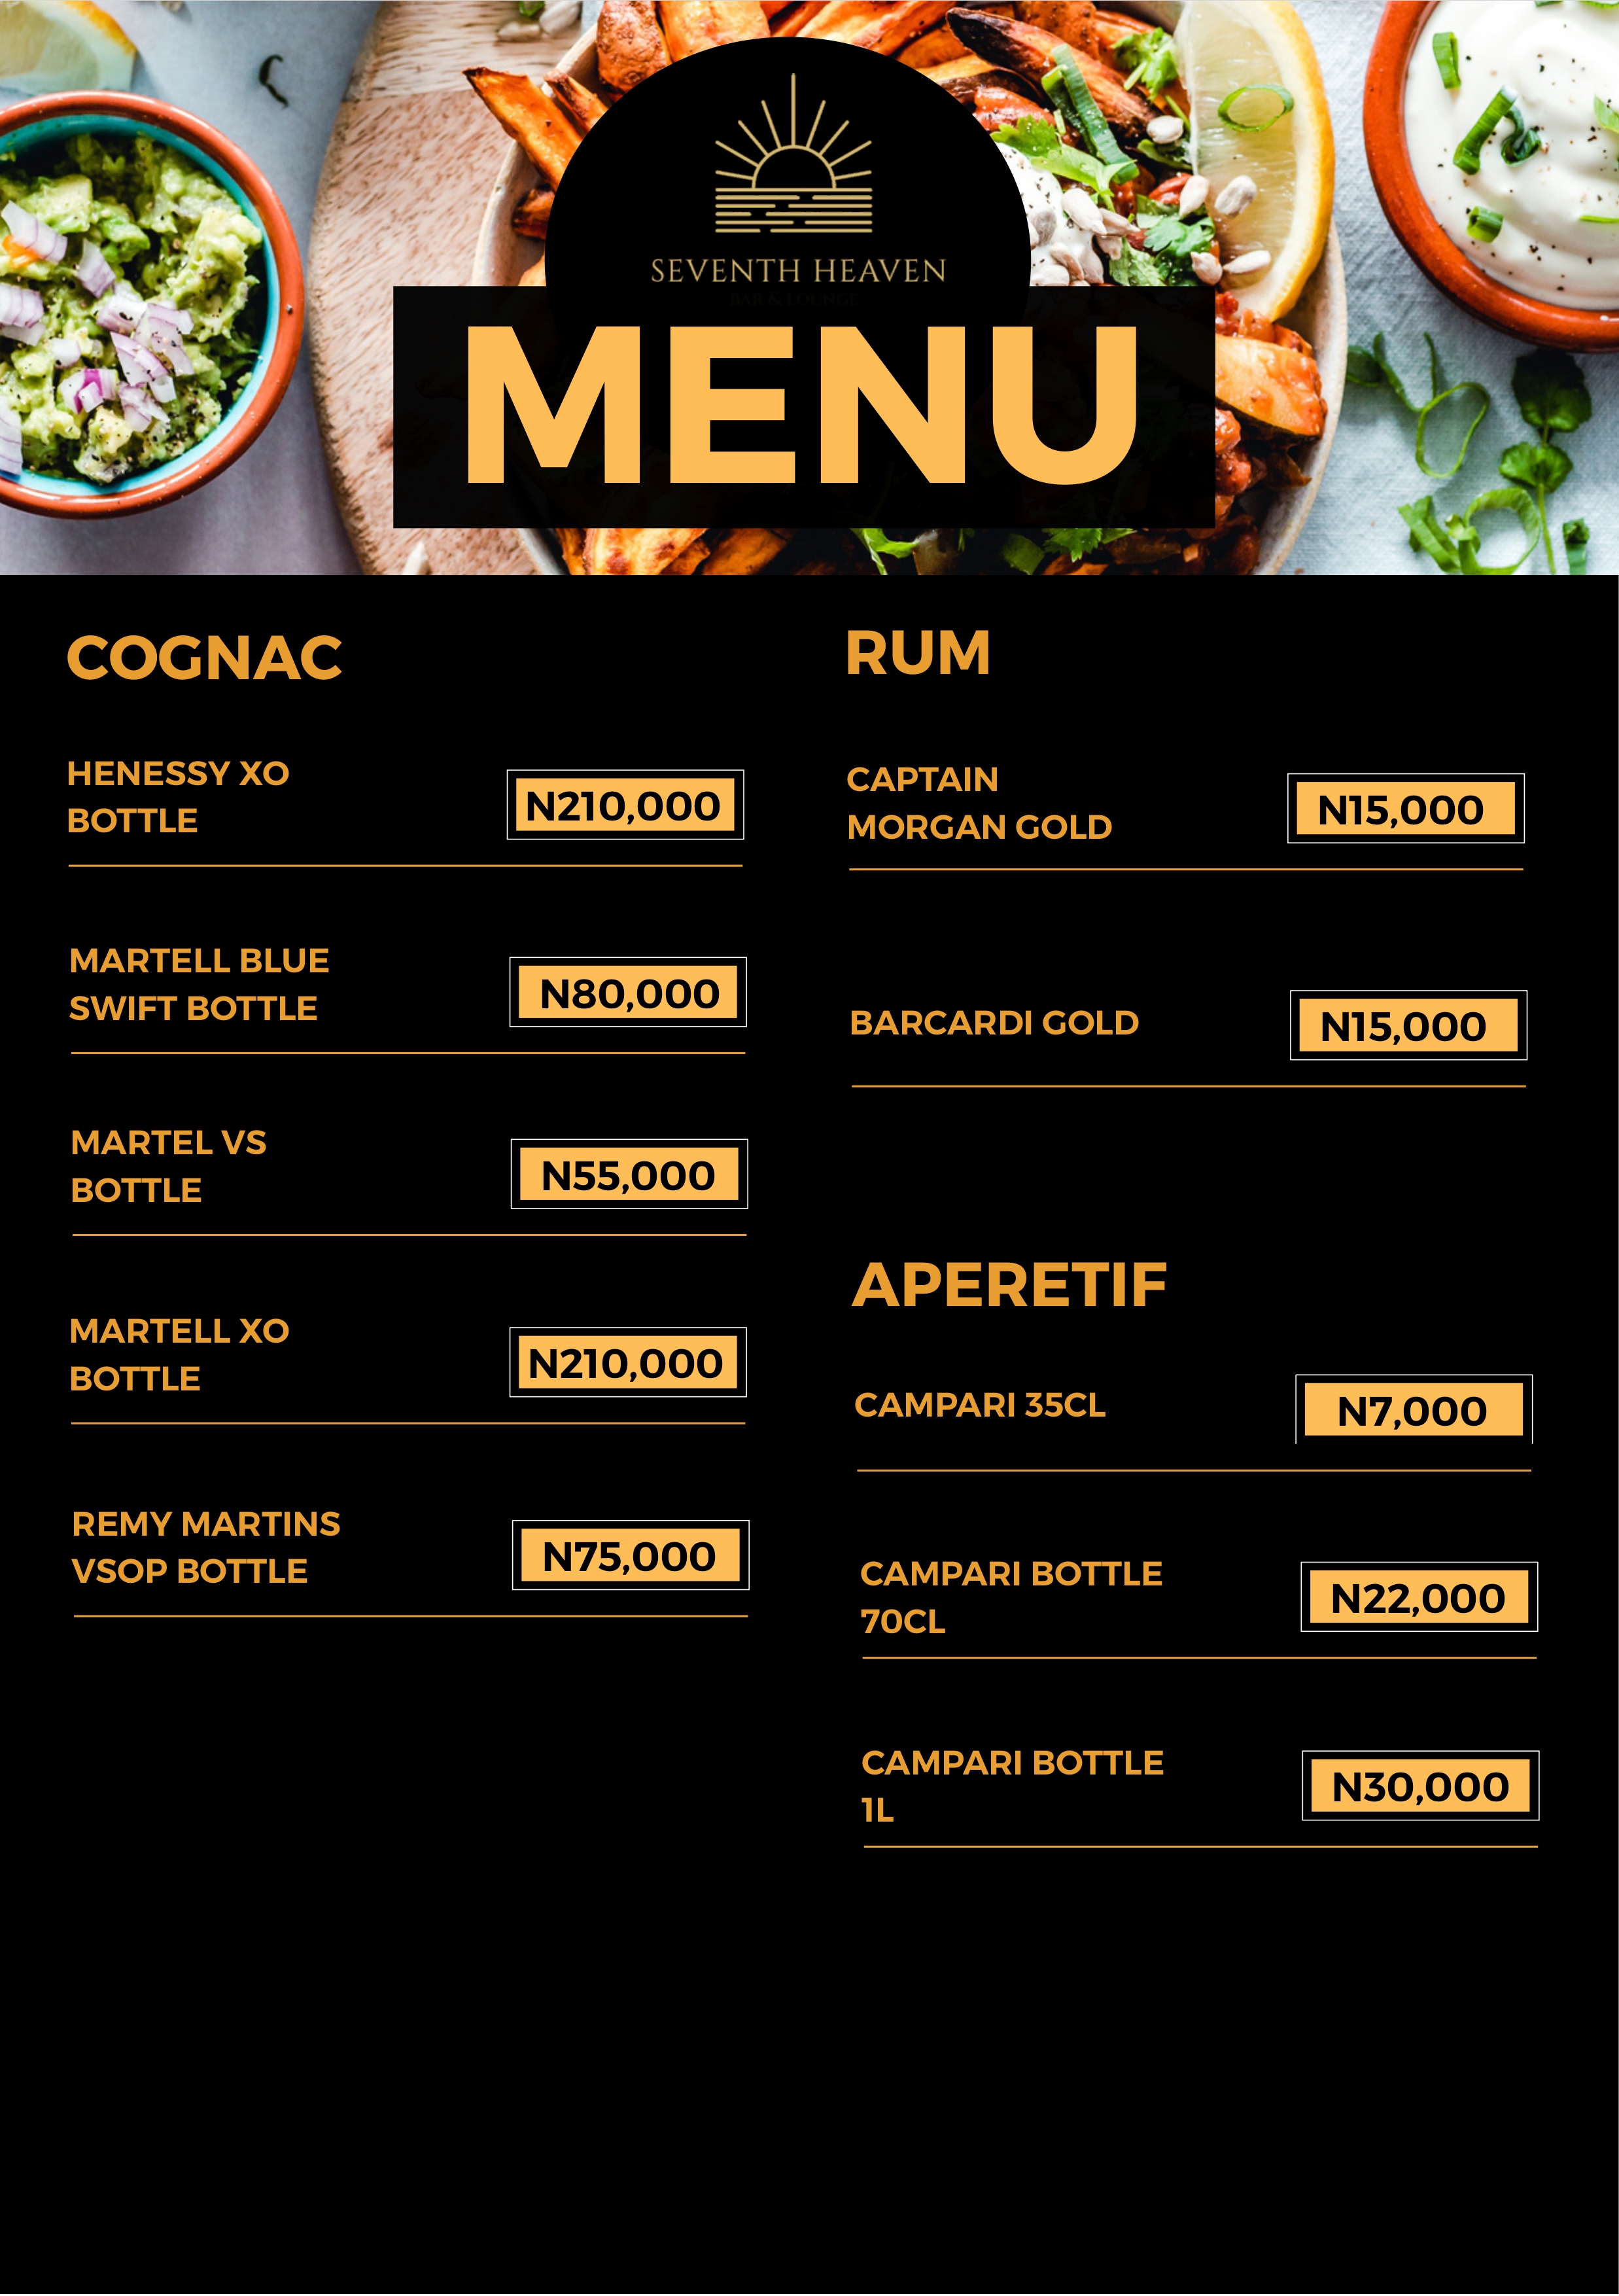 SEVENTH HEAVEN
BAR & LOUNGE
MENU
COGNAC
HENESSY XO
BOTTLE
N210,000
MARTELL BLUE
SWIFT BOTTLE
N80,000
MARTEL VS
BOTTLE
N55,000
MARTELL XO
BOTTLE
N210,000
REMY MARTINS
VSOP BOTTLE
N75,000
RUM
CAPTAIN
MORGAN GOLD
N15,000
BARCARDI GOLD
N15,000
APERETIF
CAMPARI 35CL
N7,000
CAMPARI BOTTLE
70CL
N22,000
CAMPARI BOTTLE
1L
N30,000